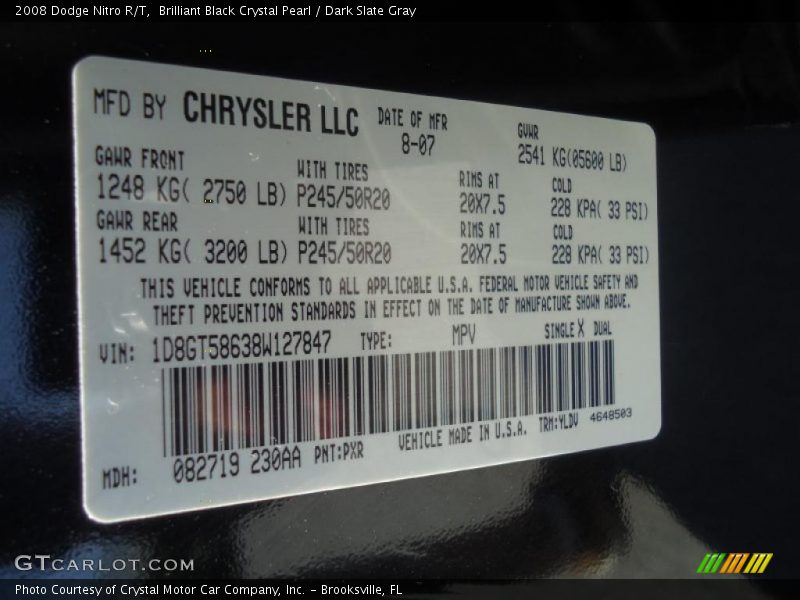 2008 Dodge Nitro R/T,  Brilliant Black Crystal Pearl / Dark Slate Gray
MFD BY CHRYSLER LLC DATE OF MFR GVWR
8-07 2541 KG(05600 LB)
GAWR FRONT WITH TIRES RIMS AT COLD
1248 KG( 2750 LB) P245/50R20 20X7.5 228 KPA( 33 PSI)
GAWR REAR WITH TIRES RIMS AT COLD
1452 KG( 3200 LB) P245/50R20 20X7.5 228 KPA( 33 PSI)
THIS VEHICLE CONFORMS TO ALL APPLICABLE U.S.A. FEDERAL MOTOR VEHICLE SAFETY AND
THEFT PREVENTION STANDARDS IN EFFECT ON THE DATE OF MANUFACTURE SHOWN ABOVE.
VIN: 1D8GT58638W127847 TYPE: MPV SINGLE X DUAL
MDH: 082719 230AA PNT:PXR VEHICLE MADE IN U.S.A. TRM:YLDV 4648503
GTCARLOT.COM
Photo Courtesy of Crystal Motor Car Company, Inc. – Brooksville, FL